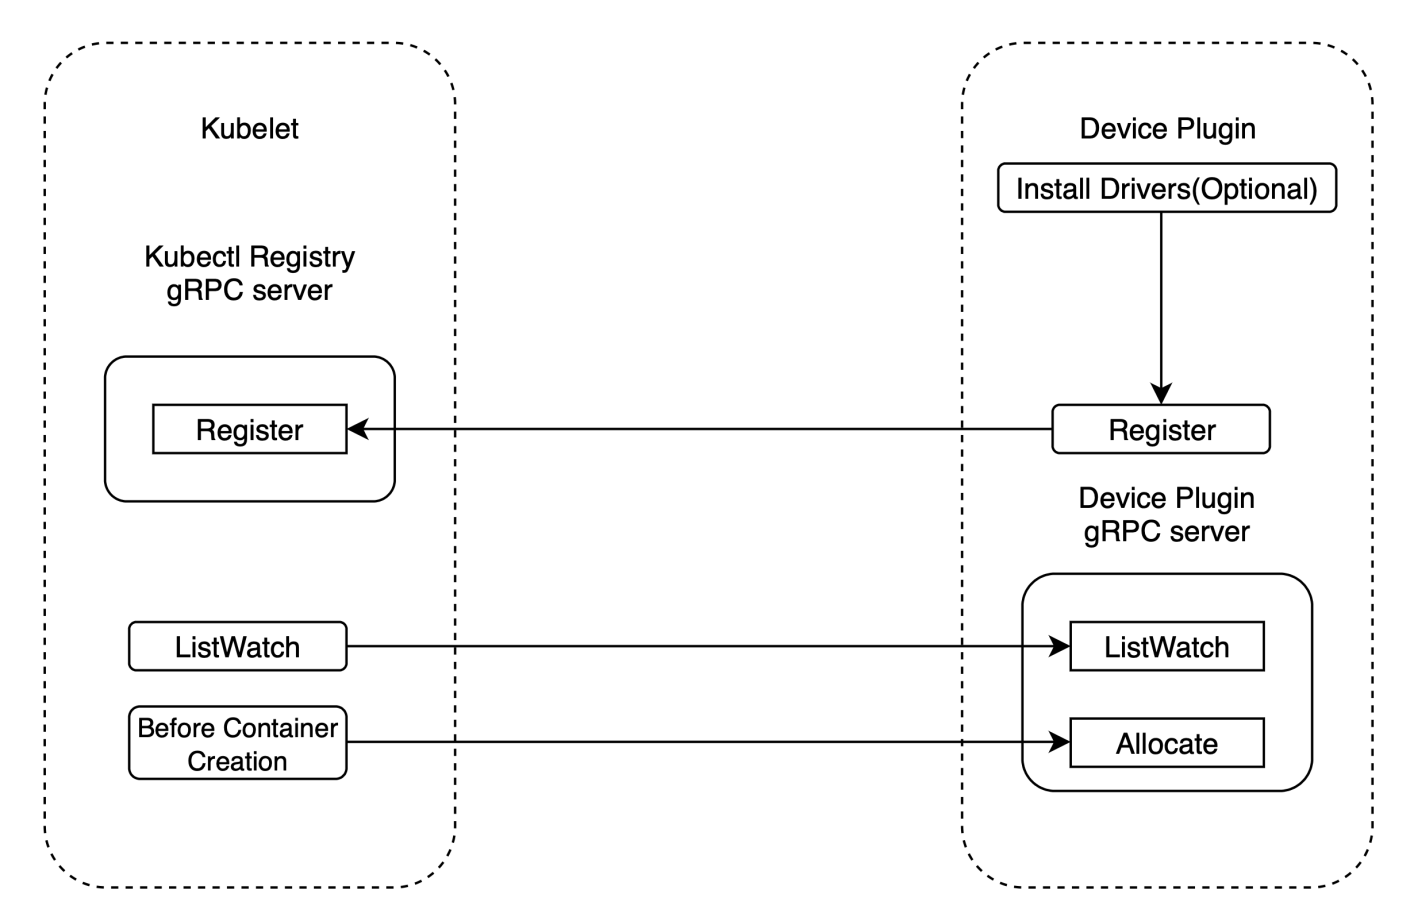 Kubelet
Kubectl Registry
gRPC server
Register
ListWatch
Before Container
Creation
Device Plugin
Install Drivers(Optional)
Register
Device Plugin
gRPC server
ListWatch
Allocate